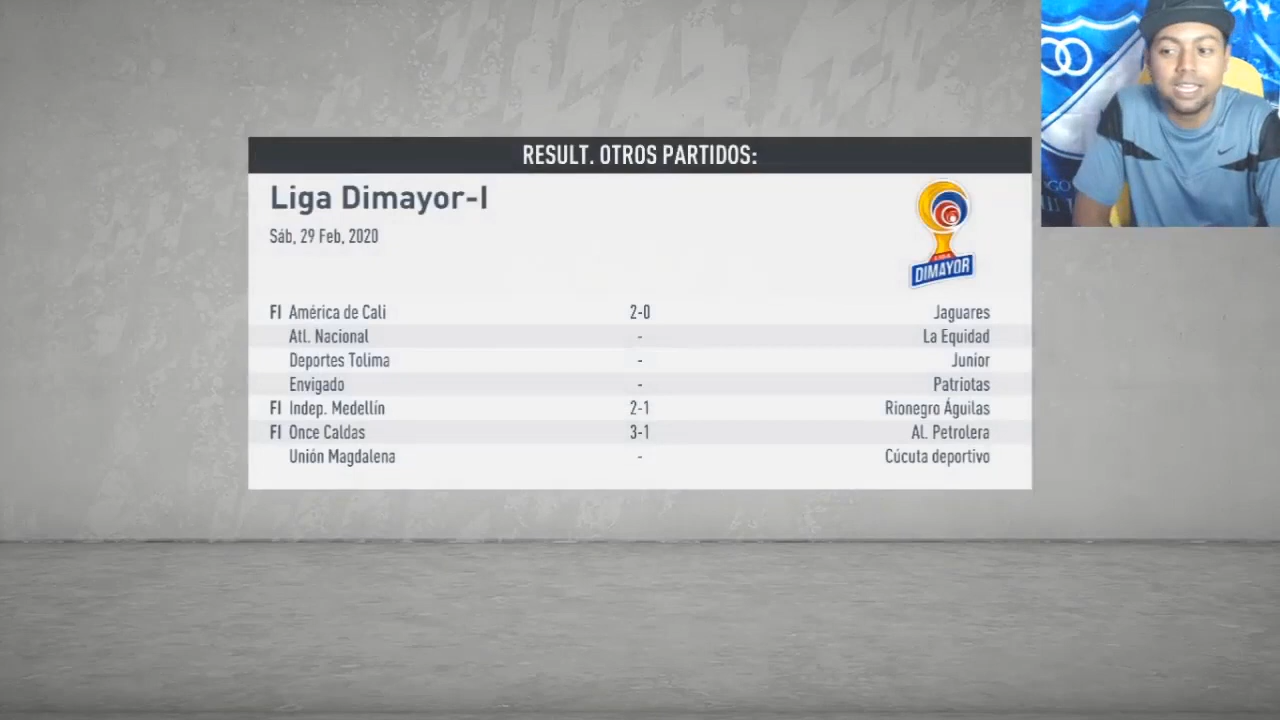 RESULT. OTROS PARTIDOS:
Liga Dimayor-I
Sáb, 29 Feb, 2020
LIGA
DIMAYOR
FI América de Cali 2-0 Jaguares
Atl. Nacional - La Equidad
Deportes Tolima - Junior
Envigado - Patriotas
FI Indep. Medellín 2-1 Rionegro Águilas
FI Once Caldas 3-1 Al. Petrolera
Unión Magdalena - Cúcuta deportivo